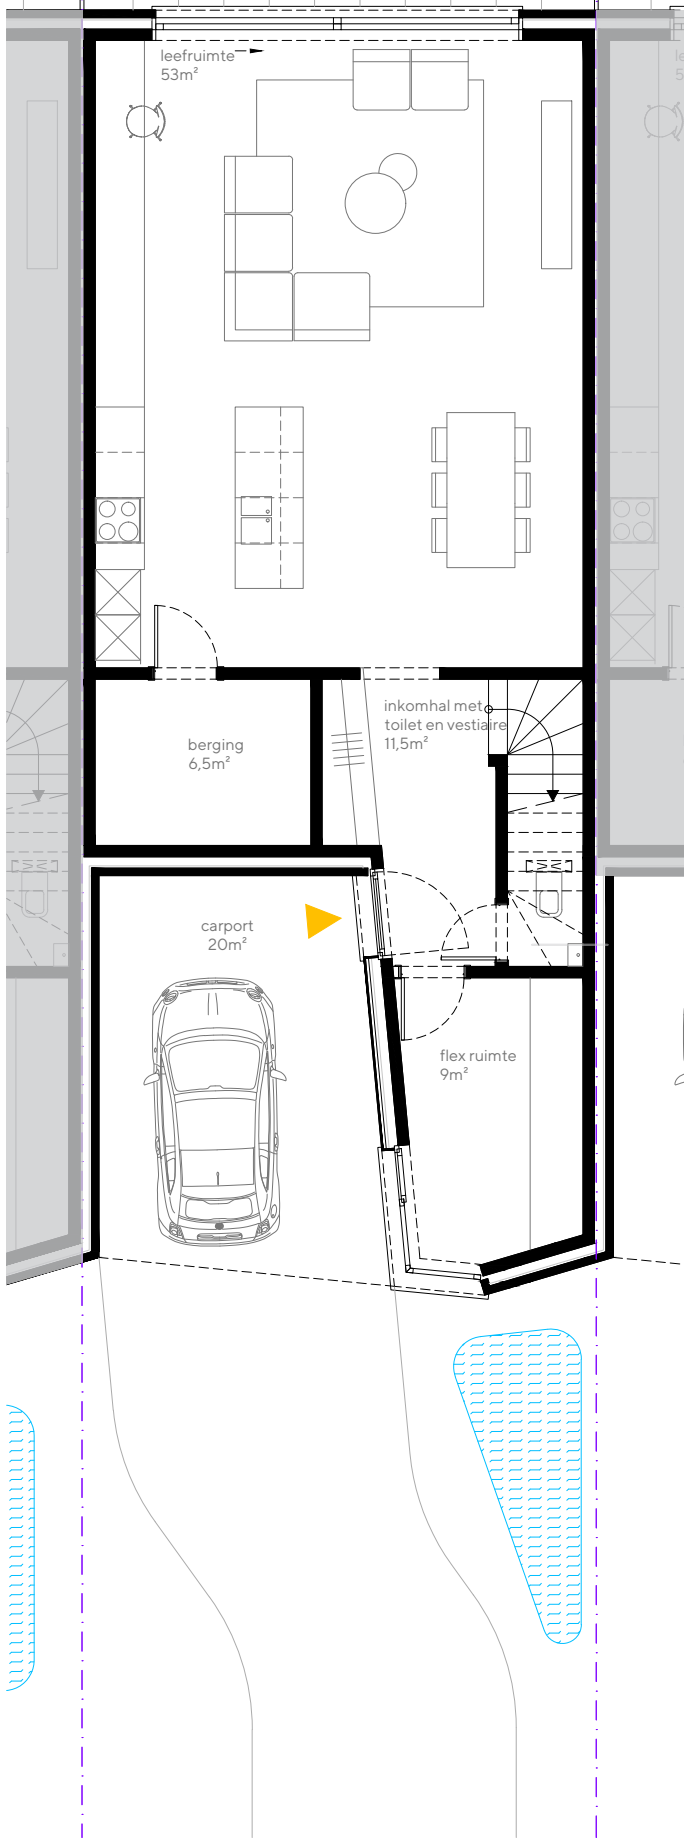 leefruimte
53m²
inkomhal met
toilet en vestiaire
11,5m²
berging
6,5m²
carport
20m²
flex ruimte
9m²